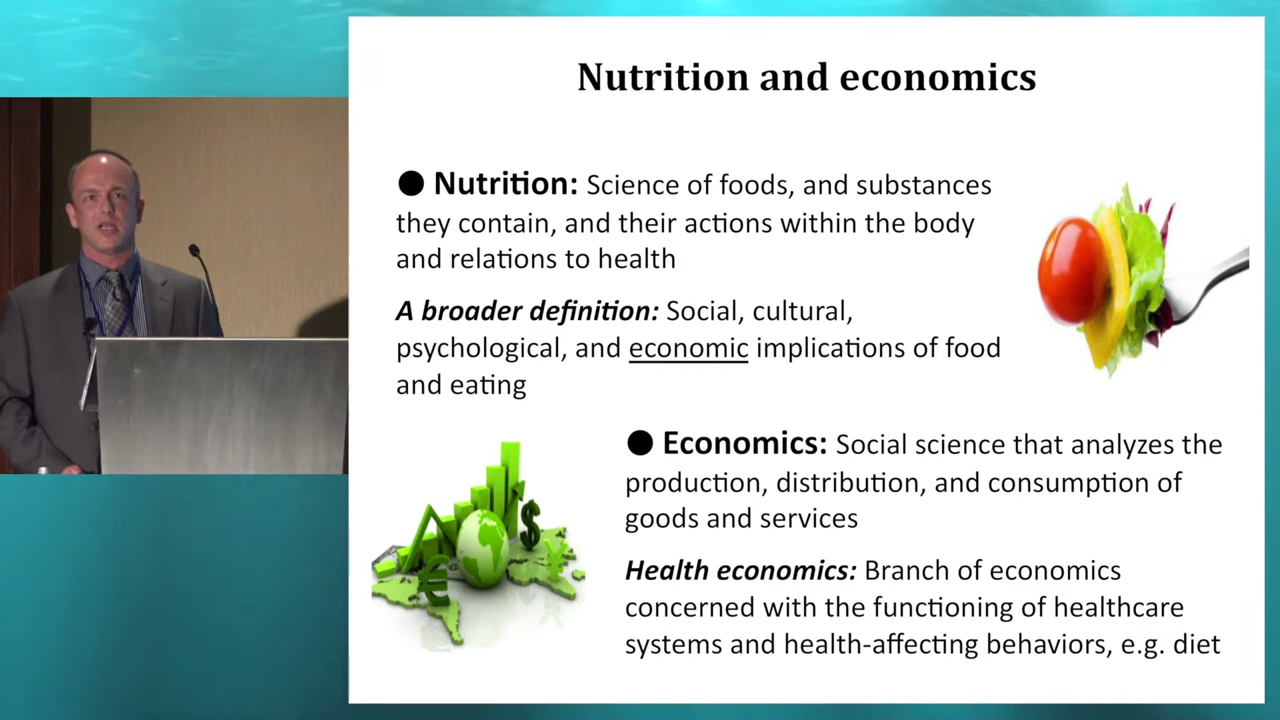 Nutrition and economics
● Nutrition: Science of foods, and substances
they contain, and their actions within the body
and relations to health
A broader definition: Social, cultural,
psychological, and economic implications of food
and eating
● Economics: Social science that analyzes the
production, distribution, and consumption of
goods and services
Health economics: Branch of economics
concerned with the functioning of healthcare
systems and health-affecting behaviors, e.g. diet
$
€
¥